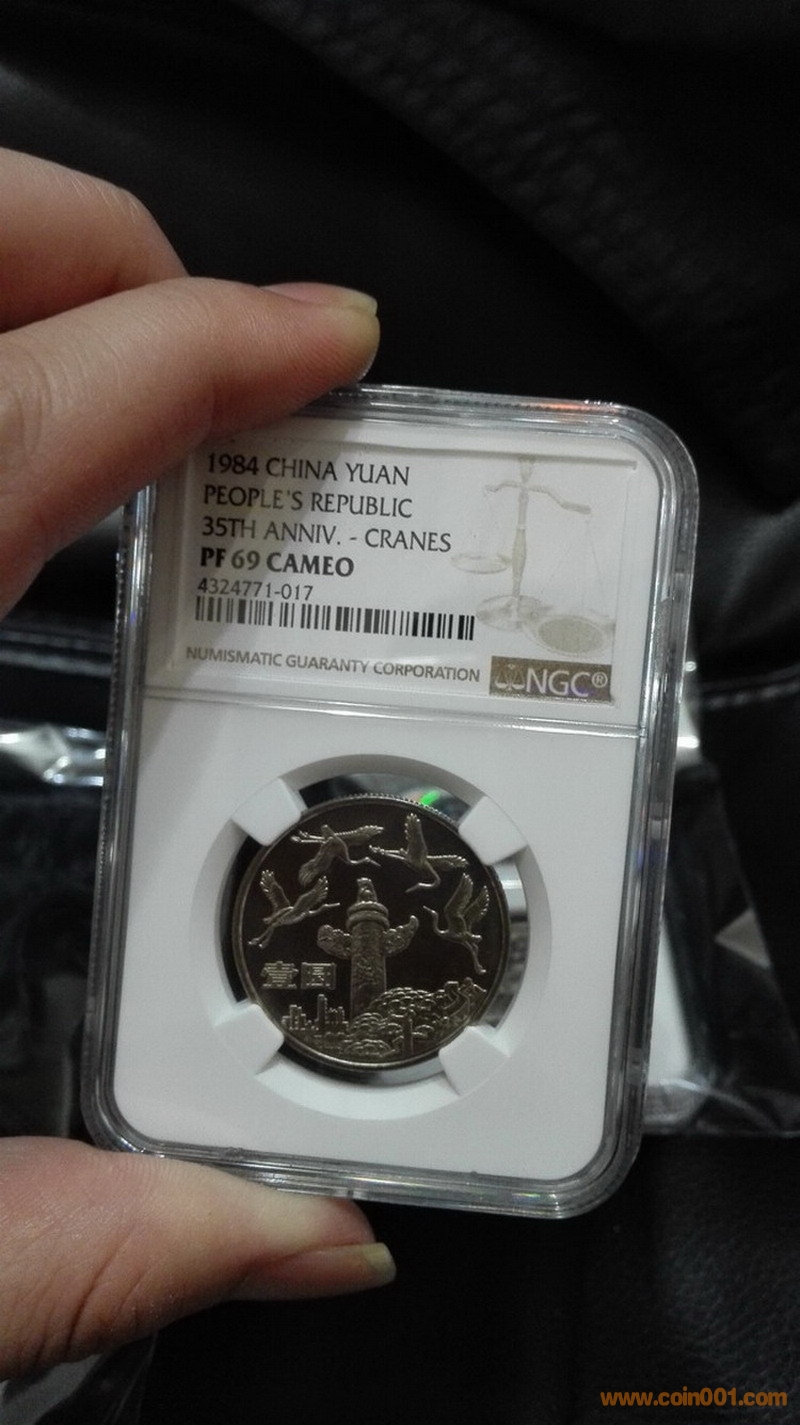 1984 CHINA YUAN
PEOPLE'S REPUBLIC
35TH ANNIV. - CRANES
PF 69 CAMEO
4324771-017
NUMISMATIC GUARANTY CORPORATION
NGC®
壹圆
www.coin001.com